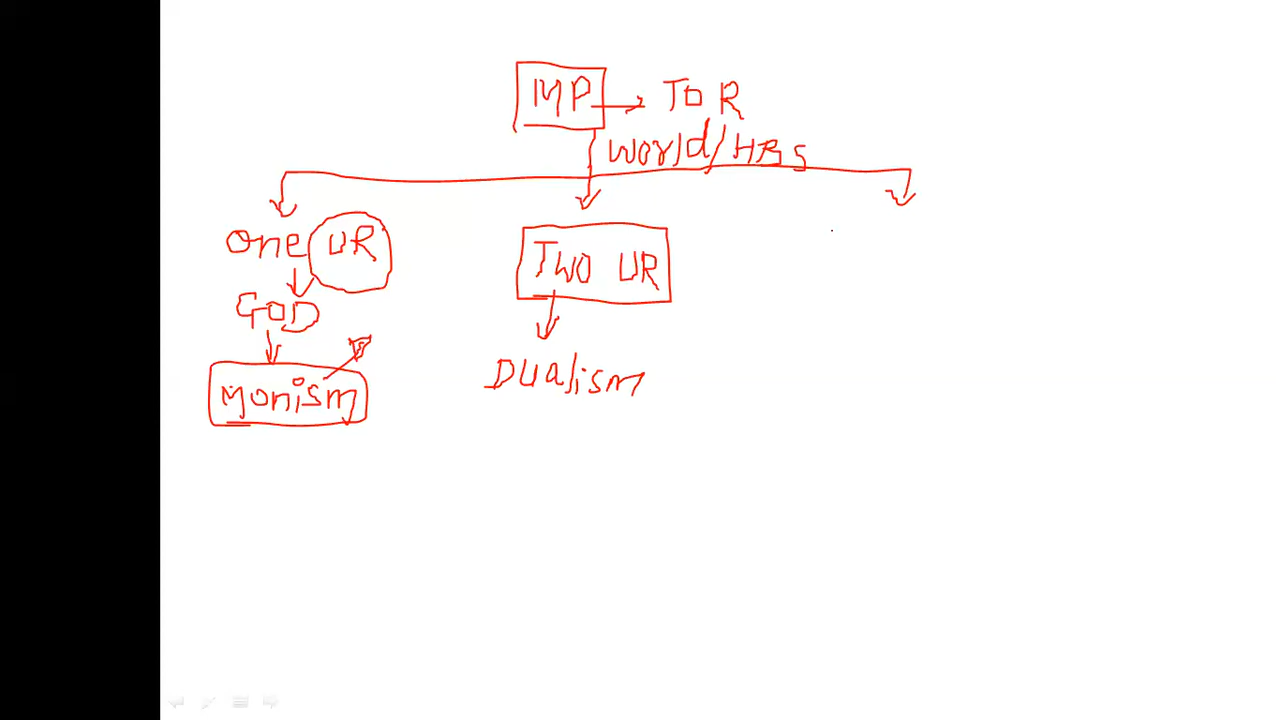 MP → TOR
World/HBs
One UR
Two UR
GOD
Monism
Dualism